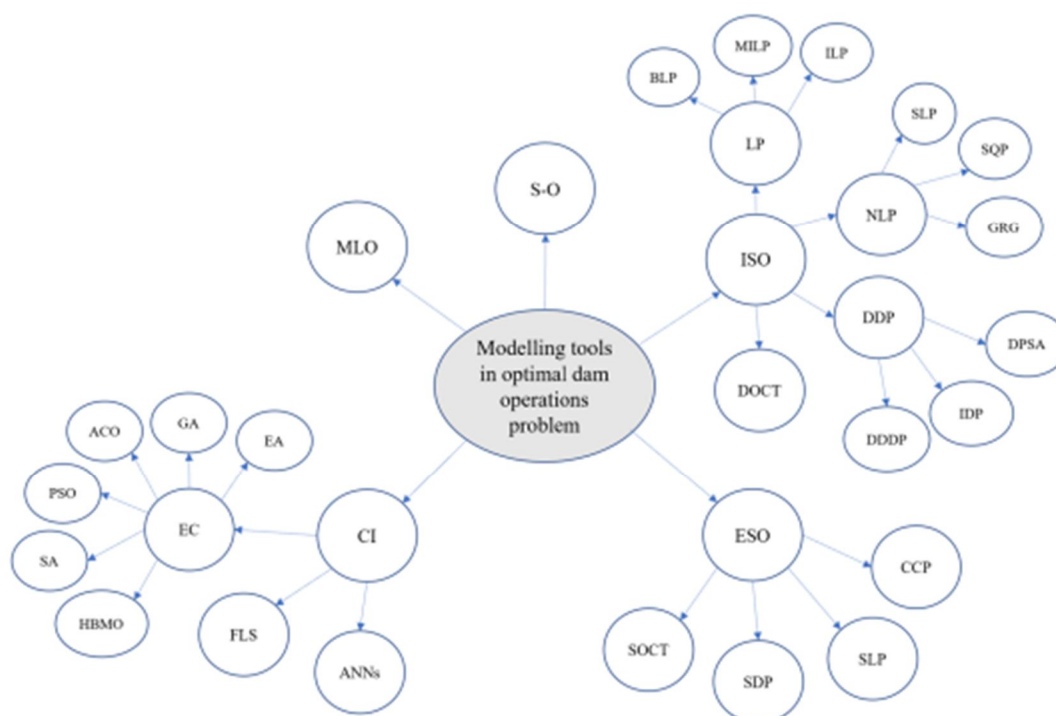 MILP
ILP
BLP
SLP
LP
SQP
S-O
NLP
GRG
MLO
ISO
DDP
DPSA
Modelling tools
in optimal dam
operations
problem
DOCT
IDP
DDDP
ACO
GA
EA
PSO
EC
CI
ESO
SA
CCP
HBMO
FLS
SOCT
SLP
ANNs
SDP